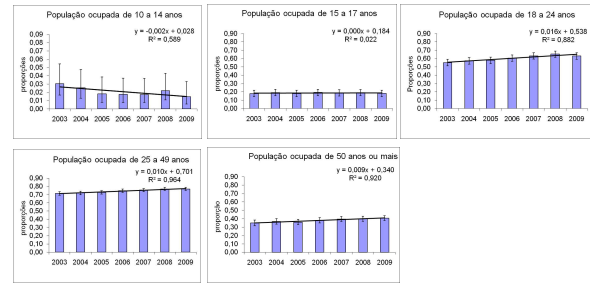 População ocupada de 10 a 14 anos
y = -0,002x + 0,028
R² = 0,589
proporções
0,09
0,08
0,07
0,06
0,05
0,04
0,03
0,02
0,01
0,00
2003 2004 2005 2006 2007 2008 2009
População ocupada de 15 a 17 anos
y = 0,000x + 0,184
R² = 0,022
proporções
0,90
0,80
0,70
0,60
0,50
0,40
0,30
0,20
0,10
0,00
2003 2004 2005 2006 2007 2008 2009
População ocupada de 18 a 24 anos
y = 0,016x + 0,538
R² = 0,882
Proporções
0,90
0,80
0,70
0,60
0,50
0,40
0,30
0,20
0,10
0,00
2003 2004 2005 2006 2007 2008 2009
População ocupada de 25 a 49 anos
y = 0,010x + 0,701
R² = 0,964
proporções
0,90
0,80
0,70
0,60
0,50
0,40
0,30
0,20
0,10
0,00
2003 2004 2005 2006 2007 2008 2009
População ocupada de 50 anos ou mais
y = 0,009x + 0,340
R² = 0,920
proporção
0,90
0,80
0,70
0,60
0,50
0,40
0,30
0,20
0,10
0,00
2003 2004 2005 2006 2007 2008 2009